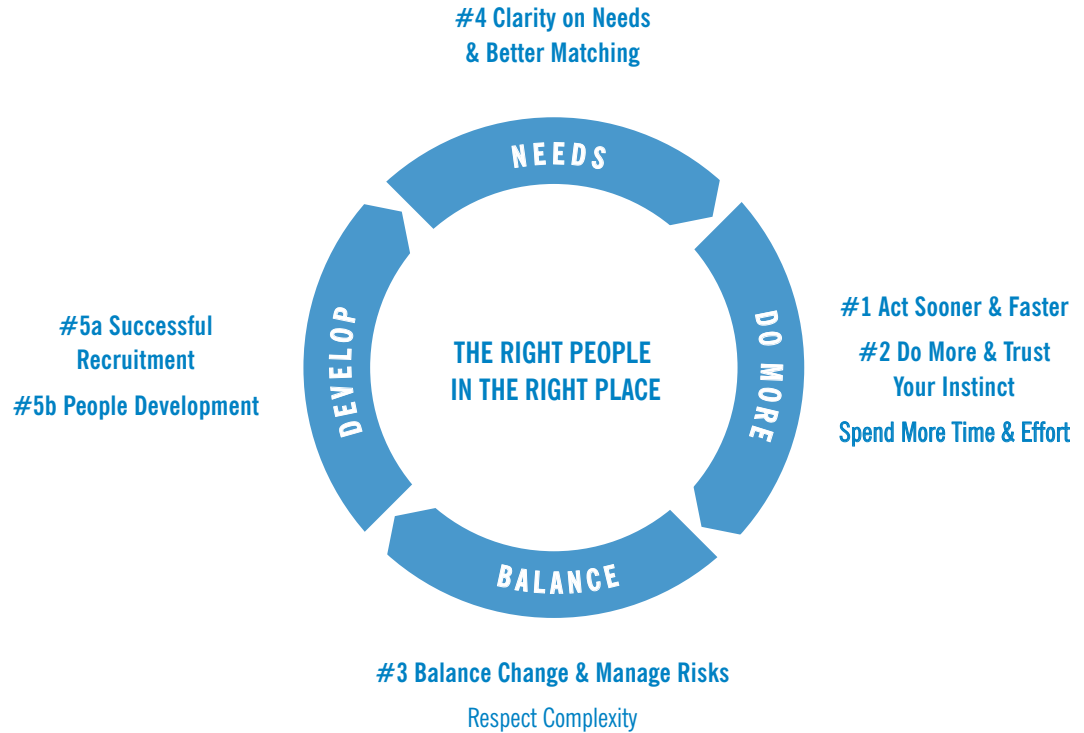 #4 Clarity on Needs
& Better Matching
NEEDS
DO MORE
#1 Act Sooner & Faster
#2 Do More & Trust
Your Instinct
Spend More Time & Effort
THE RIGHT PEOPLE
IN THE RIGHT PLACE
DEVELOP
#5a Successful
Recruitment
#5b People Development
BALANCE
#3 Balance Change & Manage Risks
Respect Complexity